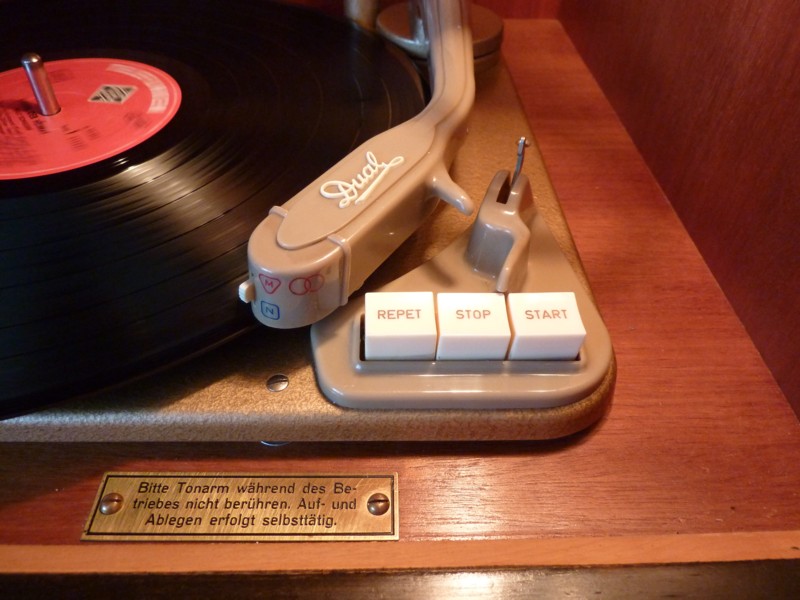 Dual
M
N
REPET STOP START
Bitte Tonarm während des Be-
triebes nicht berühren. Auf- und
Ablegen erfolgt selbsttätig.